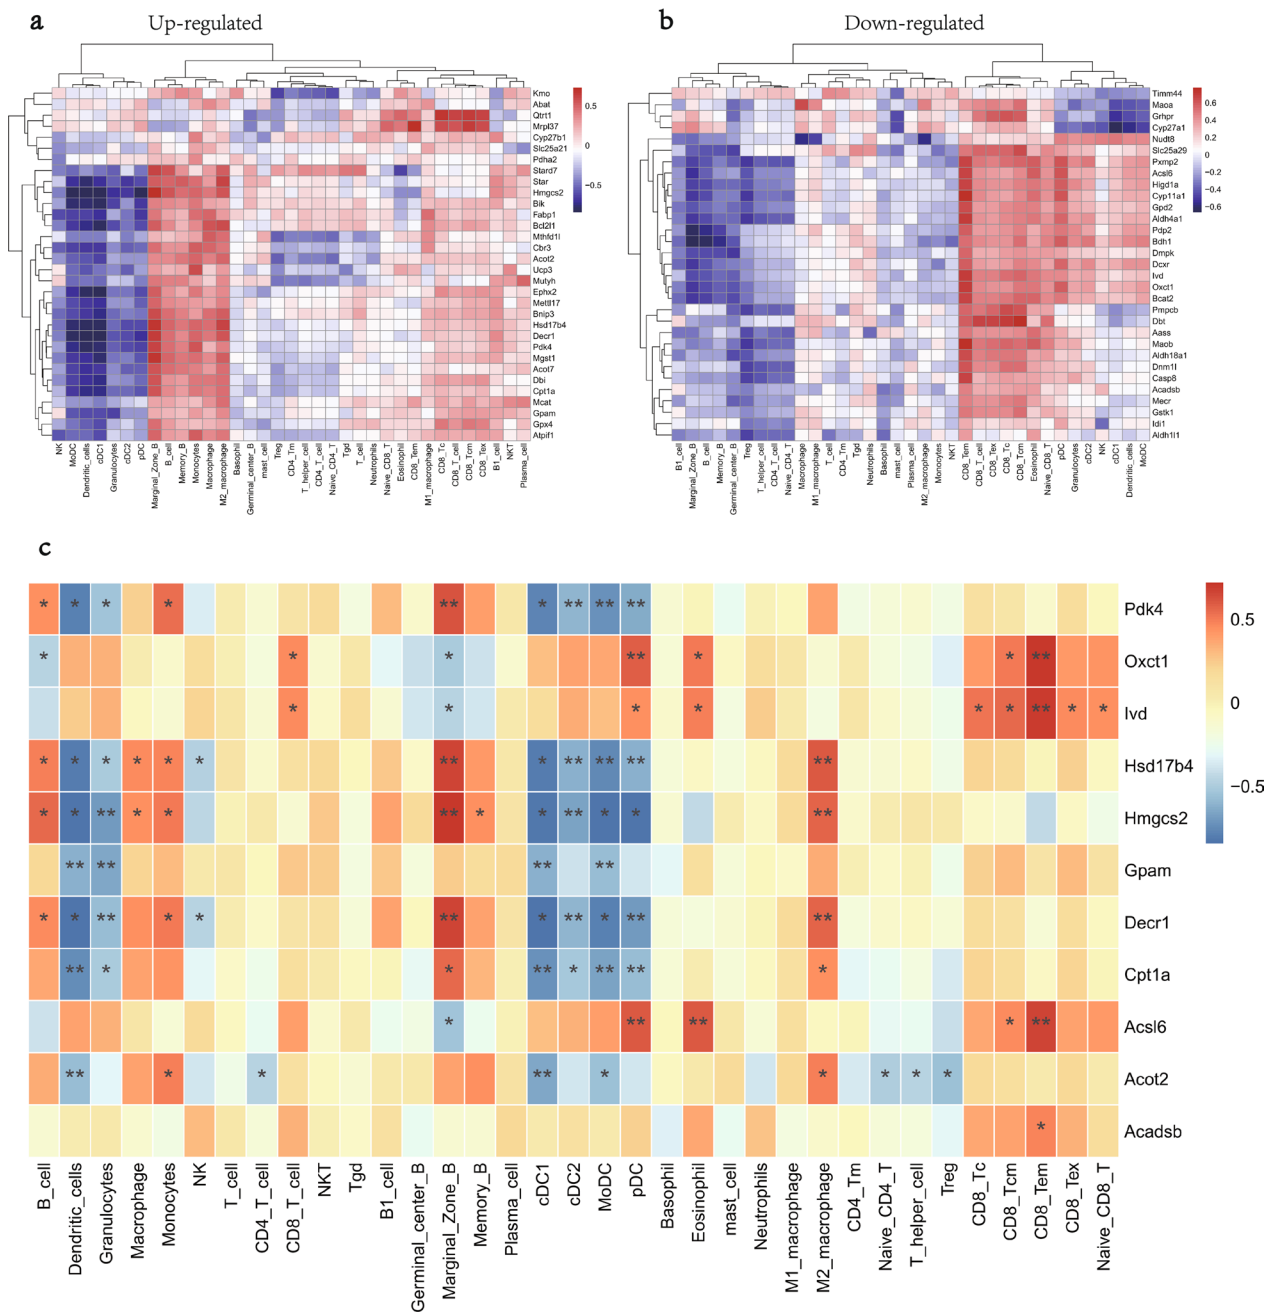 a
Up-regulated
b
Down-regulated
Kmo
Abat
Qtrt1
Mrpl37
Cyp27b1
Slc25a21
Pdha2
Stard7
Star
Hmgcs2
Bik
Fabp1
Bcl2l1
Mthfd1l
Cbr3
Acot2
Ucp3
Mutyh
Ephx2
Mettl17
Bnip3
Hsd17b4
Decr1
Pdk4
Mgst1
Acot7
Dbi
Cpt1a
Mcat
Gpam
Gpx4
Atpif1
0.5
0
−0.5
NK
MoDC
Dendritic_cells
cDC1
Granulocytes
cDC2
pDC
Marginal_Zone_B
B_cell
Memory_B
Monocytes
Macrophage
M2_macrophage
Basophil
Germinal_center_B
mast_cell
Treg
CD4_Tm
T_helper_cell
CD4_T_cell
Naive_CD4_T
Tgd
T_cell
Neutrophils
Naive_CD8_T
Eosinophil
CD8_Tem
M1_macrophage
CD8_Tc
CD8_T_cell
CD8_Tcm
CD8_Tex
B1_cell
NKT
Plasma_cell
Timm44
Maoa
Grhpr
Cyp27a1
Nudt8
Slc25a29
Pxmp2
Acsl6
Higd1a
Cyp11a1
Gpd2
Aldh4a1
Pdp2
Bdh1
Dmpk
Dcxr
Ivd
Oxct1
Bcat2
Pmpcb
Dbt
Aass
Maob
Aldh18a1
Dnm1l
Casp8
Acadsb
Mecr
Gstk1
Idi1
Aldh1l1
0.6
0.4
0.2
0
−0.2
−0.4
−0.6
B1_cell
Marginal_Zone_B
B_cell
Memory_B
Germinal_center_B
Treg
T_helper_cell
CD4_T_cell
Naive_CD4_T
Macrophage
M1_macrophage
T_cell
CD4_Tm
Tgd
Neutrophils
Basophil
mast_cell
Plasma_cell
M2_macrophage
Monocytes
NKT
CD8_Tem
CD8_T_cell
CD8_Tex
CD8_Tc
CD8_Tcm
Eosinophil
Naive_CD8_T
pDC
Granulocytes
cDC2
NK
cDC1
Dendritic_cells
MoDC
c
* * * * ** * ** ** ** Pdk4
* * * ** * * ** Oxct1
* * * * * * ** * * Ivd
* * * * * * ** * ** ** ** ** Hsd17b4
* * ** * * ** * * ** * * ** Hmgcs2
** ** ** ** Gpam
* * ** * * ** * ** * ** ** Decr1
** * * ** * ** ** * Cpt1a
* ** ** * ** Acsl6
** * * ** * * * * * Acot2
* Acadsb
0.5
0
−0.5
B_cell
Dendritic_cells
Granulocytes
Macrophage
Monocytes
NK
T_cell
CD4_T_cell
CD8_T_cell
NKT
Tgd
B1_cell
Germinal_center_B
Marginal_Zone_B
Memory_B
Plasma_cell
cDC1
cDC2
MoDC
pDC
Basophil
Eosinophil
mast_cell
Neutrophils
M1_macrophage
M2_macrophage
CD4_Tm
Naive_CD4_T
T_helper_cell
Treg
CD8_Tc
CD8_Tcm
CD8_Tem
CD8_Tex
Naive_CD8_T